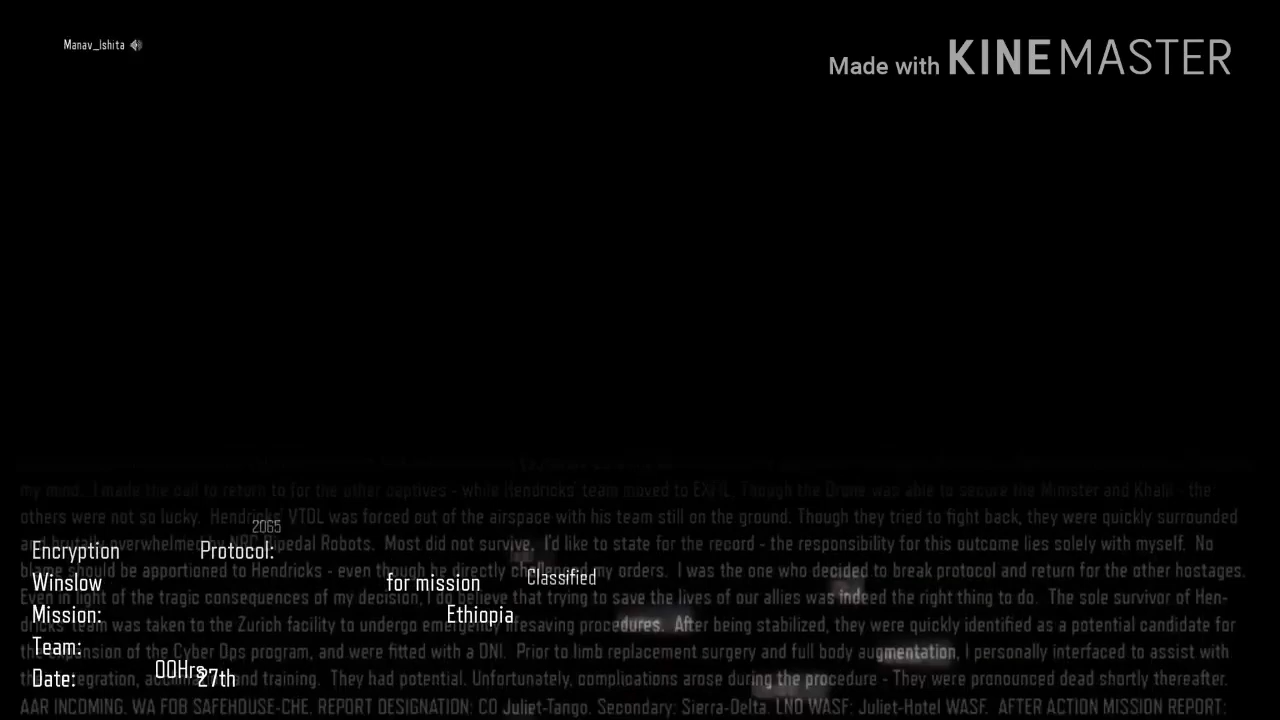 Manav_Ishita
Made with KINEMASTER
my mind. I made the call to return to for the other captives - while Hendricks' team moved to EXFIL. Though the Drone was able to secure the Minister and Khalil - the
others were not so lucky. Hendricks' VTOL was forced out of the airspace with his team still on the ground. Though they tried to fight back, they were quickly surrounded
2065
and brutally overwhelmed by NRC Bipedal Robots. Most did not survive. I'd like to state for the record - the responsibility for this outcome lies solely with myself. No
Encryption Protocol:
blame should be apportioned to Hendricks - even though he directly my orders. I was the one who decided to break protocol and return for the other hostages.
Winslow for mission Classified
Even in light of the tragic consequences of my decision, I do believe that trying to save the lives of our allies was indeed the right thing to do. The sole survivor of Hen-
Mission: Ethiopia
dricks' team was taken to the Zurich facility to undergo emergency lifesaving procedures. After being stabilized, they were quickly identified as a potential candidate for
Team:
the expansion of the Cyber Ops program, and were fitted with a DNI. Prior to limb replacement surgery and full body augmentation, I personally interfaced to assist with
Date: 00Hrs 27th
and training. They had potential. Unfortunately, complications arose during the procedure - They were pronounced dead shortly thereafter.
AAR INCOMING. WA FOB SAFEHOUSE-CHE. REPORT DESIGNATION: CO Juliet-Tango. Secondary: Sierra-Delta. LNO WASF: Juliet-Hotel WASF. AFTER ACTION MISSION REPORT: